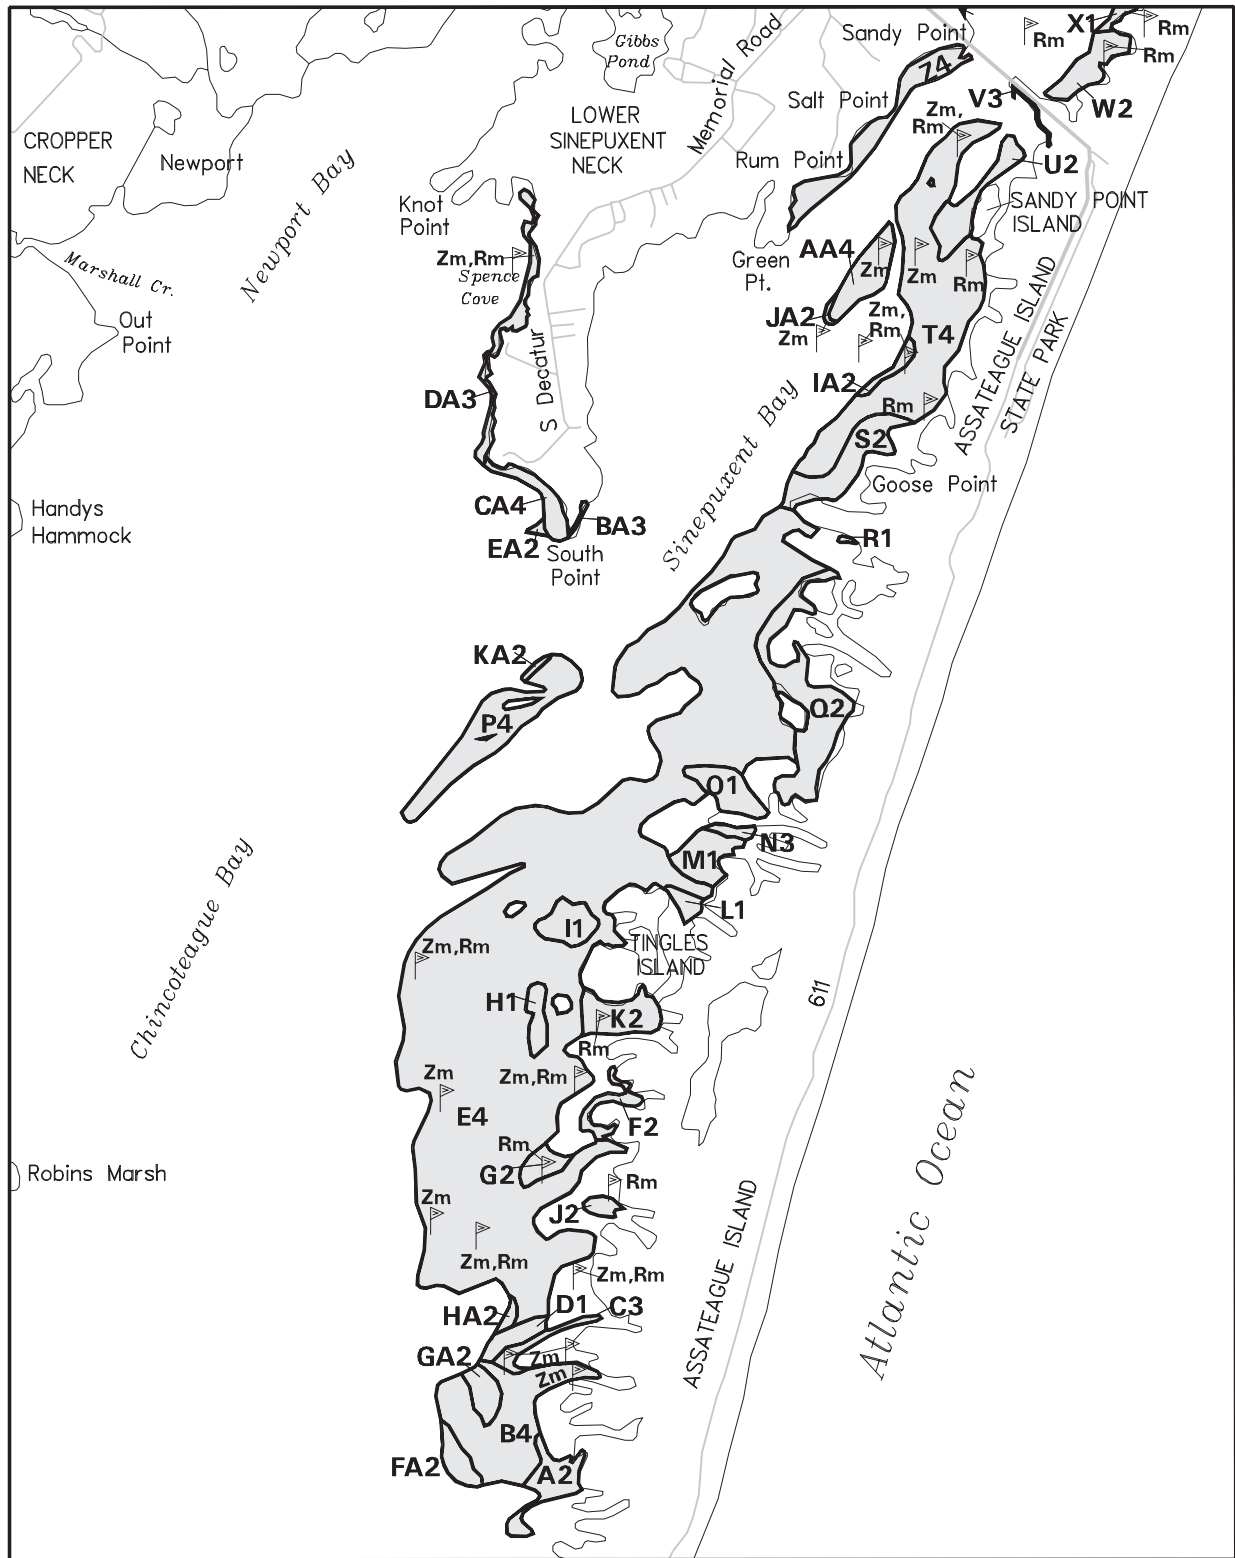 X1
Rm
Rm
Rm
Gibbs
Pond
Sandy Point
Z4
Memorial Road
Salt Point
V3
W2
Zm,
Rm
LOWER
SINEPUXENT
NECK
CROPPER
NECK
Newport
Newport Bay
Rum Point
U2
SANDY POINT
ISLAND
Knot
Point
Zm,Rm
Spence
Cove
Green
Pt.
AA4
Zm
Zm
Rm
Marshall Cr.
Out
Point
JA2
Zm
Zm,
Rm
T4
ASSATEAGUE ISLAND
STATE PARK
S Decatur
DA3
IA2
Rm
S2
Sinepuxent Bay
Goose Point
Handys
Hammock
CA4
BA3
EA2
South
Point
R1
KA2
P4
Q2
O1
N3
M1
L1
Chincoteague Bay
I1
TINGLES
ISLAND
Zm,Rm
H1
K2
Rm
611
Zm
Zm,Rm
E4
F2
Rm
G2
Robins Marsh
Rm
Zm
J2
Zm,Rm
Zm,Rm
Atlantic Ocean
ASSATEAGUE ISLAND
HA2
D1
C3
GA2
Zm
Zm
B4
FA2
A2